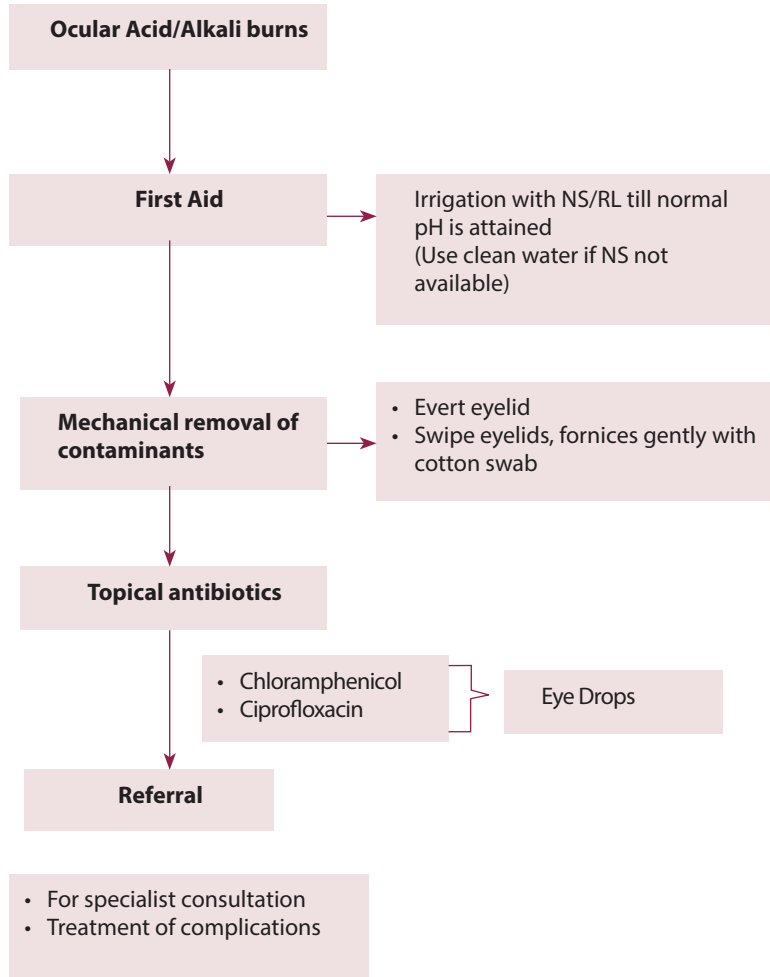 Ocular Acid/Alkali burns
First Aid
Irrigation with NS/RL till normal
pH is attained
(Use clean water if NS not
available)
Mechanical removal of
contaminants
• Evert eyelid
• Swipe eyelids, fornices gently with
cotton swab
Topical antibiotics
• Chloramphenicol
• Ciprofloxacin
Eye Drops
Referral
• For specialist consultation
• Treatment of complications